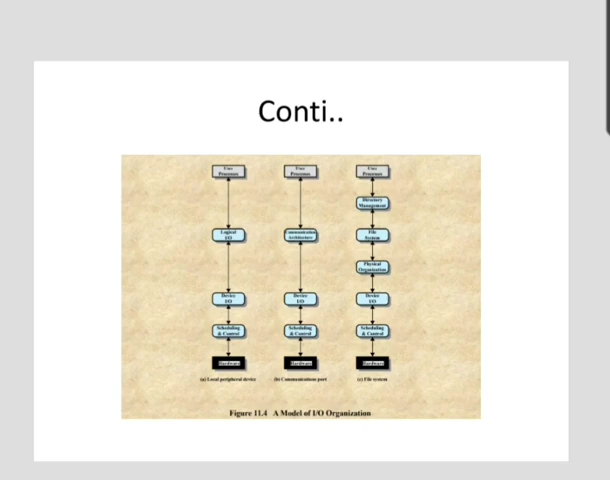 Conti..
User
Processes
User
Processes
User
Processes
Directory
Management
Logical
I/O
Communication
Architecture
File
System
Physical
Organization
Device
I/O
Device
I/O
Device
I/O
Scheduling
& Control
Scheduling
& Control
Scheduling
& Control
Hardware
Hardware
Hardware
(a) Local peripheral device
(b) Communications port
(c) File system
Figure 11.4 A Model of I/O Organization